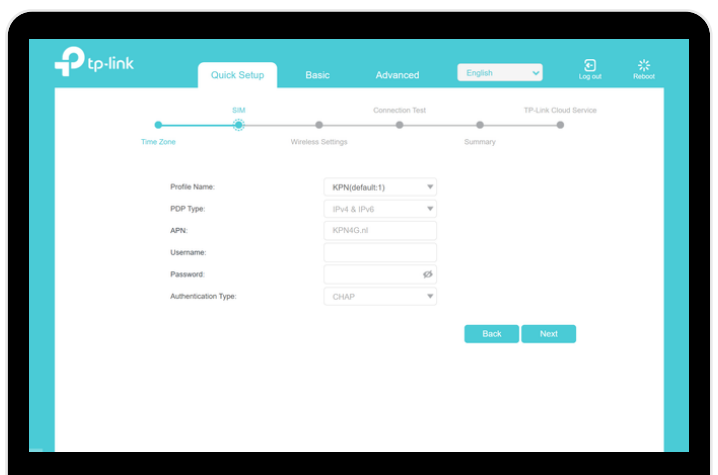 tp-link
Quick Setup Basic Advanced English Log out Reboot
SIM Connection Test TP-Link Cloud Service
Time Zone Wireless Settings Summary
Profile Name: KPN(default:1)
PDP Type: IPv4 & IPv6
APN: KPN4G.nl
Username:
Password:
Authentication Type: CHAP
Back Next